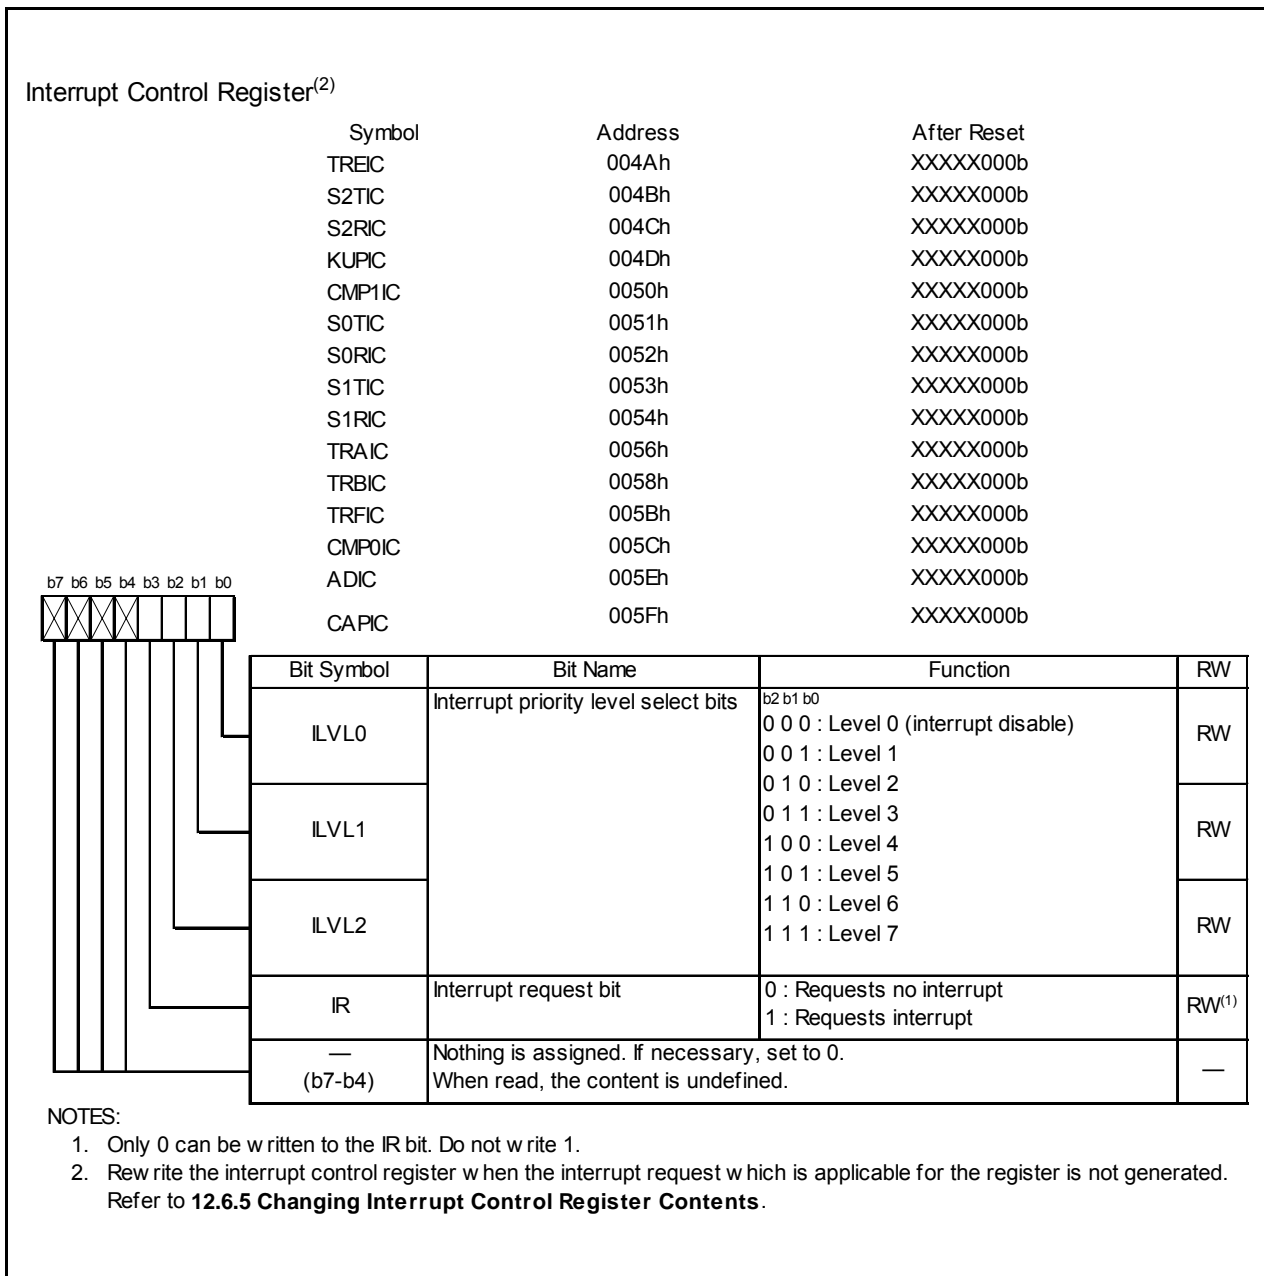 Interrupt Control Register(2)
Symbol Address After Reset
TREIC 004Ah XXXXX000b
S2TIC 004Bh XXXXX000b
S2RIC 004Ch XXXXX000b
KUPIC 004Dh XXXXX000b
CMP1IC 0050h XXXXX000b
S0TIC 0051h XXXXX000b
S0RIC 0052h XXXXX000b
S1TIC 0053h XXXXX000b
S1RIC 0054h XXXXX000b
TRAIC 0056h XXXXX000b
TRBIC 0058h XXXXX000b
TRFIC 005Bh XXXXX000b
CMP0IC 005Ch XXXXX000b
ADIC 005Eh XXXXX000b
CAPIC 005Fh XXXXX000b
b7 b6 b5 b4 b3 b2 b1 b0
Bit Symbol Bit Name Function RW
ILVL0 Interrupt priority level select bits b2 b1 b0
0 0 0 : Level 0 (interrupt disable) RW
0 0 1 : Level 1
0 1 0 : Level 2
ILVL1 0 1 1 : Level 3 RW
1 0 0 : Level 4
1 0 1 : Level 5
ILVL2 1 1 0 : Level 6 RW
1 1 1 : Level 7
IR Interrupt request bit 0 : Requests no interrupt RW(1)
1 : Requests interrupt
— Nothing is assigned. If necessary, set to 0. —
(b7-b4) When read, the content is undefined.
NOTES:
1. Only 0 can be written to the IR bit. Do not write 1.
2. Rewrite the interrupt control register when the interrupt request which is applicable for the register is not generated.
Refer to 12.6.5 Changing Interrupt Control Register Contents.